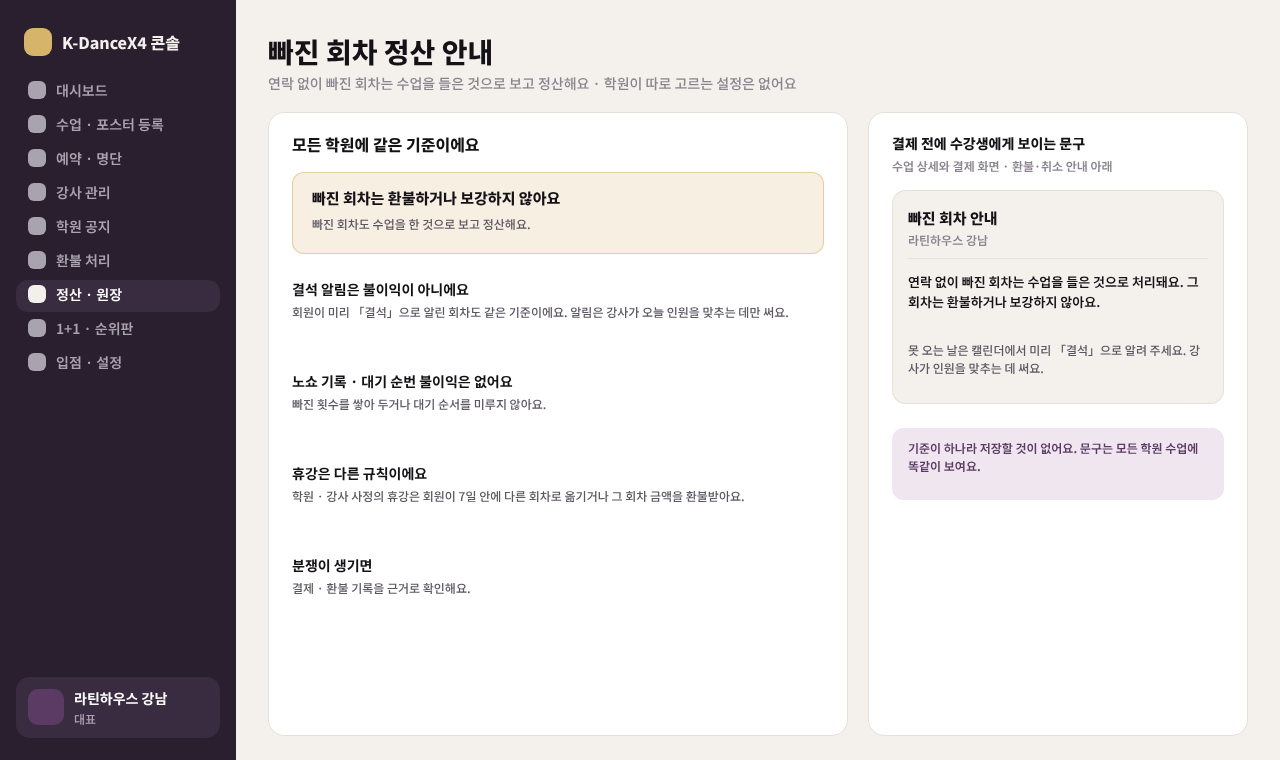 K-DanceX4 콘솔
대시보드
수업 · 포스터 등록
예약 · 명단
강사 관리
학원 공지
환불 처리
정산 · 원장
1+1 · 순위판
입점 · 설정
라틴하우스 강남
대표
빠진 회차 정산 안내
연락 없이 빠진 회차는 수업을 들은 것으로 보고 정산해요 · 학원이 따로 고르는 설정은 없어요
모든 학원에 같은 기준이에요
빠진 회차는 환불하거나 보강하지 않아요
빠진 회차도 수업을 한 것으로 보고 정산해요.
결석 알림은 불이익이 아니에요
회원이 미리 「결석」으로 알린 회차도 같은 기준이에요. 알림은 강사가 오늘 인원을 맞추는 데만 써요.
노쇼 기록 · 대기 순번 불이익은 없어요
빠진 횟수를 쌓아 두거나 대기 순서를 미루지 않아요.
휴강은 다른 규칙이에요
학원 · 강사 사정의 휴강은 회원이 7일 안에 다른 회차로 옮기거나 그 회차 금액을 환불받아요.
분쟁이 생기면
결제 · 환불 기록을 근거로 확인해요.
결제 전에 수강생에게 보이는 문구
수업 상세와 결제 화면 · 환불·취소 안내 아래
빠진 회차 안내
라틴하우스 강남
연락 없이 빠진 회차는 수업을 들은 것으로 처리돼요. 그
회차는 환불하거나 보강하지 않아요.
못 오는 날은 캘린더에서 미리 「결석」으로 알려 주세요. 강
사가 인원을 맞추는 데 써요.
기준이 하나라 저장할 것이 없어요. 문구는 모든 학원 수업에
똑같이 보여요.